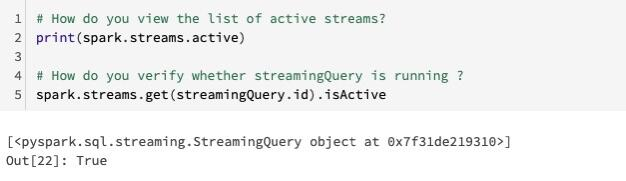 1 # How do you view the list of active streams?
2 print(spark.streams.active)
3
4 # How do you verify whether streamingQuery is running ?
5 spark.streams.get(streamingQuery.id).isActive
[<pyspark.sql.streaming.StreamingQuery object at 0x7f31de219310>]
Out[22]: True